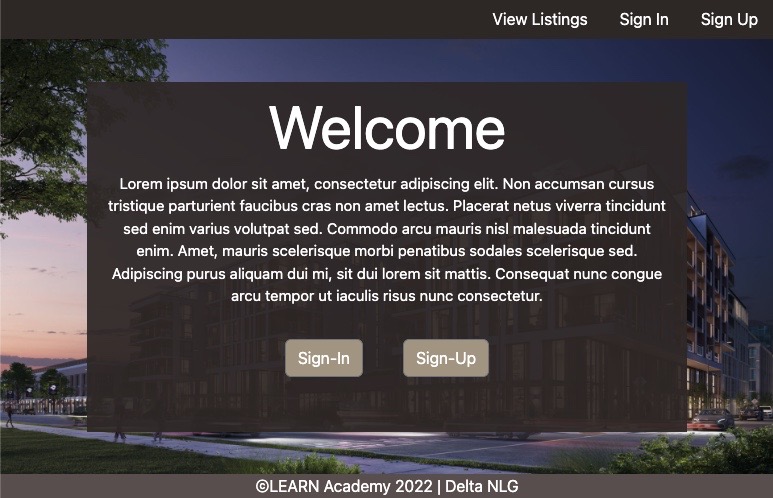 View Listings Sign In Sign Up
Welcome
Lorem ipsum dolor sit amet, consectetur adipiscing elit. Non accumsan cursus
tristique parturient faucibus cras non amet lectus. Placerat netus viverra tincidunt
sed enim varius volutpat sed. Commodo arcu mauris nisl malesuada tincidunt
enim. Amet, mauris scelerisque morbi penatibus sodales scelerisque sed.
Adipiscing purus aliquam dui mi, sit dui lorem sit mattis. Consequat nunc congue
arcu tempor ut iaculis risus nunc consectetur.
Sign-In Sign-Up
©LEARN Academy 2022 | Delta NLG